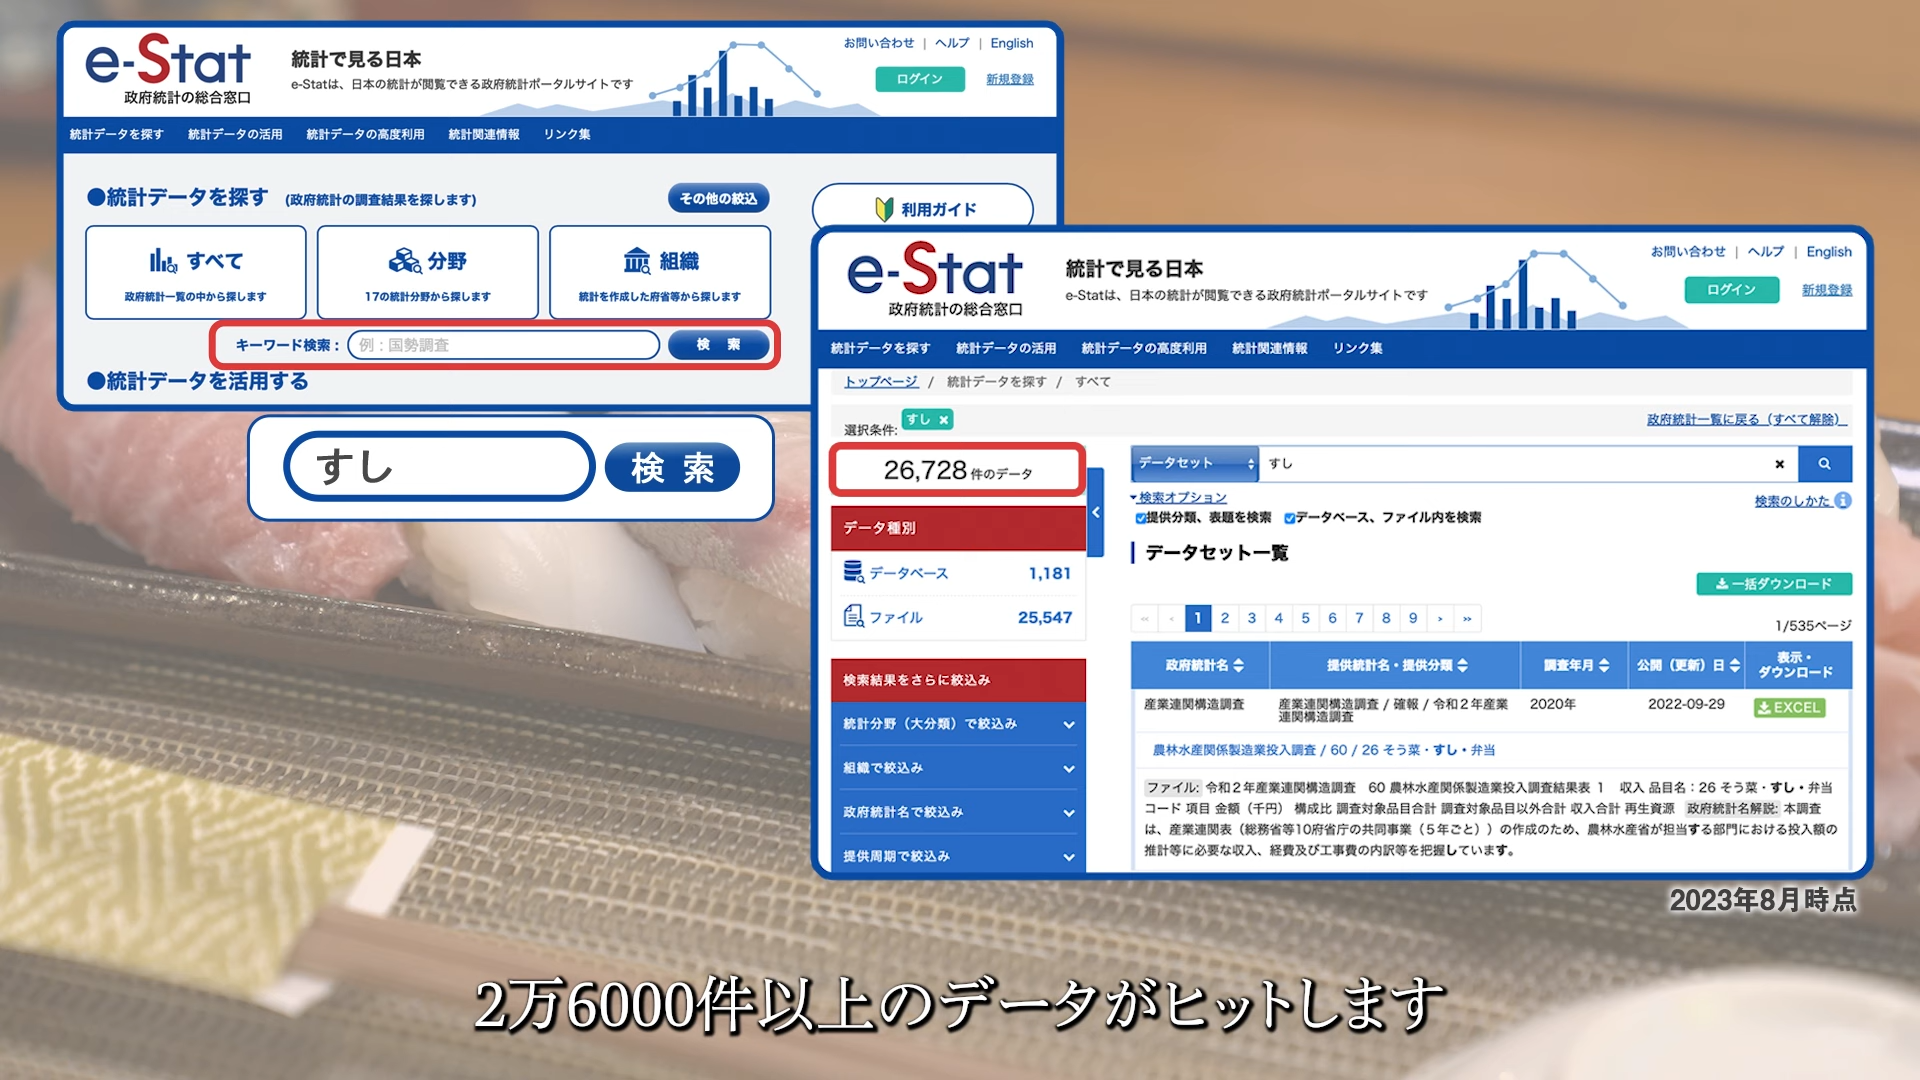 e-Stat
政府統計の総合窓口
統計で見る日本
e-Statは、日本の統計が閲覧できる政府統計ポータルサイトです
お問い合わせ | ヘルプ | English
ログイン 新規登録
統計データを探す 統計データの活用 統計データの高度利用 統計関連情報 リンク集
●統計データを探す (政府統計の調査結果を探します) その他の絞込
利用ガイド
すべて
政府統計一覧の中から探します
分野
17の統計分野から探します
組織
統計を作成した府省等から探します
キーワード検索: 例:国勢調査 検 索
●統計データを活用する
すし 検 索
e-Stat
政府統計の総合窓口
統計で見る日本
e-Statは、日本の統計が閲覧できる政府統計ポータルサイトです
お問い合わせ | ヘルプ | English
ログイン 新規登録
統計データを探す 統計データの活用 統計データの高度利用 統計関連情報 リンク集
トップページ / 統計データを探す / すべて
選択条件: すし ×
政府統計一覧に戻る(すべて解除)
26,728件のデータ
データ種別
データベース 1,181
ファイル 25,547
検索結果をさらに絞込み
統計分野(大分類)で絞込み
組織で絞込み
政府統計名で絞込み
提供周期で絞込み
データセット すし ×
検索オプション 検索のしかた
提供分類、表題を検索 データベース、ファイル内を検索
データセット一覧
一括ダウンロード
« ‹ 1 2 3 4 5 6 7 8 9 › »
1/535ページ
政府統計名 提供統計名・提供分類 調査年月 公開(更新)日 表示・
ダウンロード
産業連関構造調査 産業連関構造調査 / 確報 / 令和2年産業 2020年 2022-09-29 EXCEL
連関構造調査
農林水産関係製造業投入調査 / 60 / 26 そう菜・すし・弁当
ファイル: 令和2年産業連関構造調査 60 農林水産関係製造業投入調査結果表 1 収入 品目名:26 そう菜・すし・弁当
コード 項目 金額(千円) 構成比 調査対象品目合計 調査対象品目以外合計 収入合計 再生資源 政府統計名解説: 本調査
は、産業連関表(総務省等10府省庁の共同事業(5年ごと))の作成のため、農林水産省が担当する部門における投入額の
推計等に必要な収入、経費及び工事費の内訳等を把握しています。
2023年8月時点
2万6000件以上のデータがヒットします